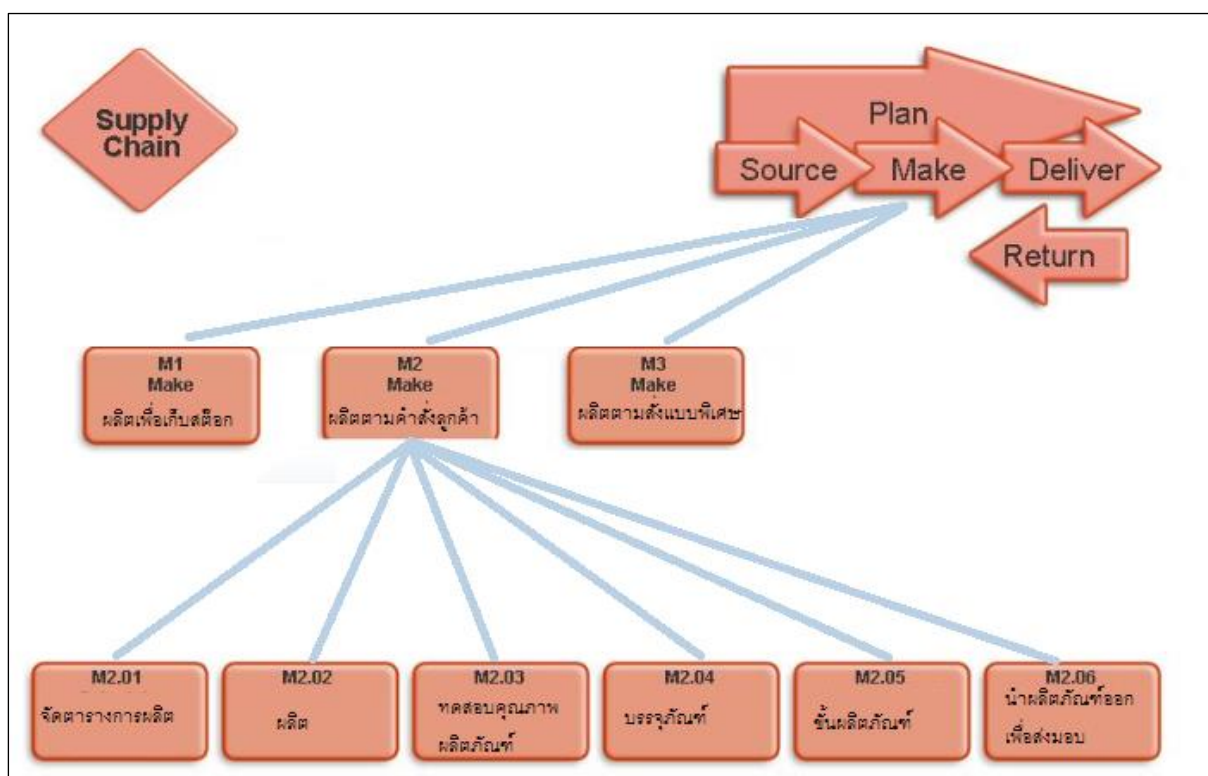 Supply
Chain
Plan
Source
Make
Deliver
Return
M1
Make
ผลิตเพื่อเก็บสต็อก
M2
Make
ผลิตตามคำสั่งลูกค้า
M3
Make
ผลิตตามสั่งแบบพิเศษ
M2.01
จัดตารางการผลิต
M2.02
ผลิต
M2.03
ทดสอบคุณภาพ
ผลิตภัณฑ์
M2.04
บรรจุภัณฑ์
M2.05
ขั้นผลิตภัณฑ์
M2.06
นำผลิตภัณฑ์ออก
เพื่อส่งมอบ